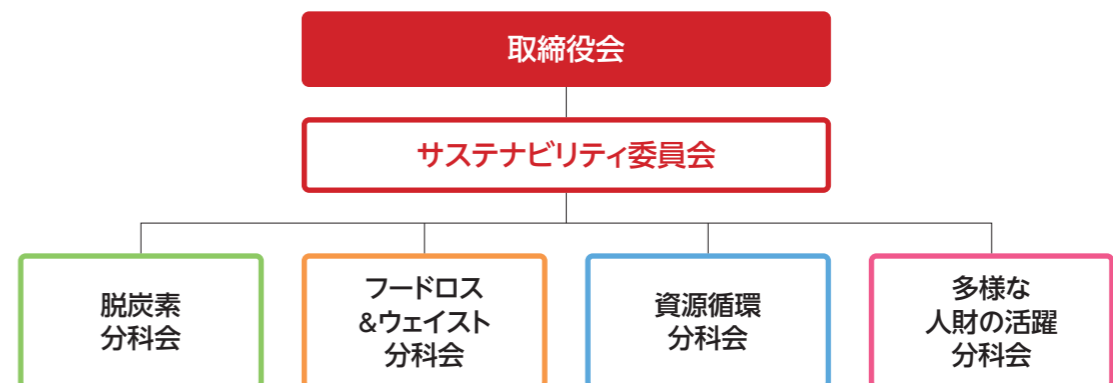 取締役会
サステナビリティ委員会
脱炭素
分科会
フードロス
&ウェイスト
分科会
資源循環
分科会
多様な
人財の活躍
分科会